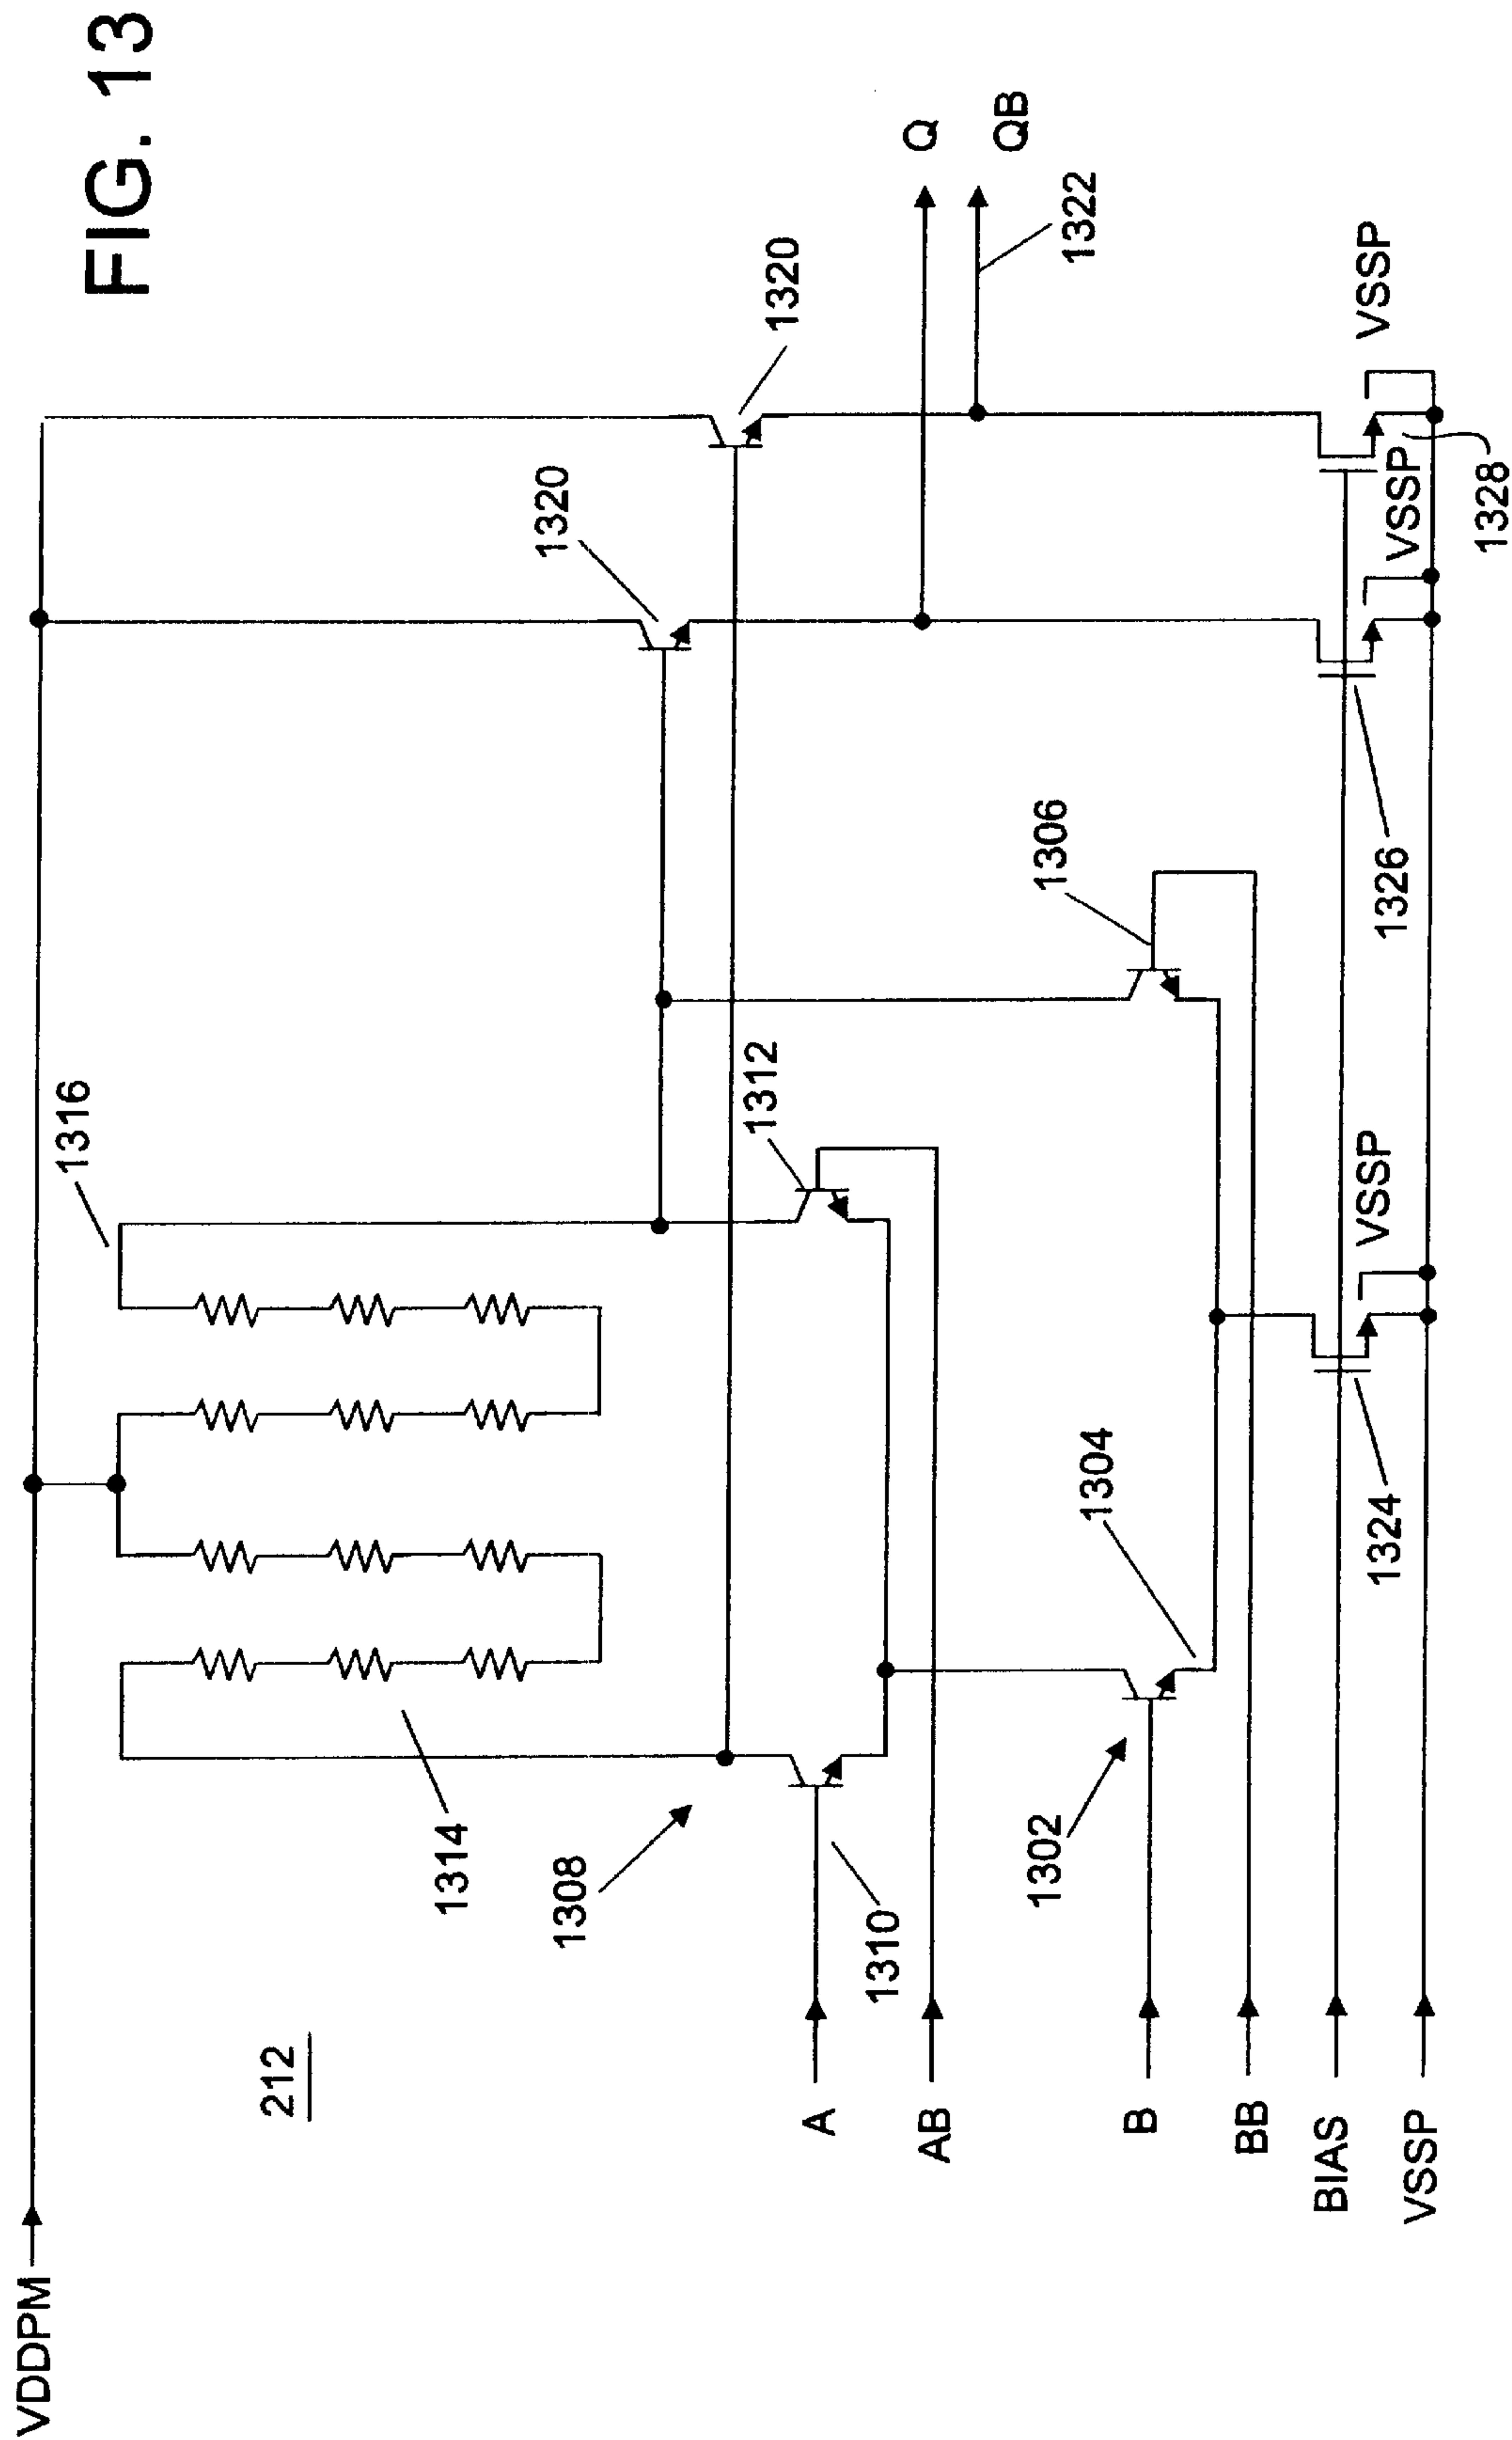 FIG. 13
VDDPM
212
1316
1314
1308
1320
1320
1312
1310
A
AB
Q
QB
1322
1306
1304
1302
B
BB
BIAS
VSSP
VSSP
VSSP
VSSP
1324
1326
1328